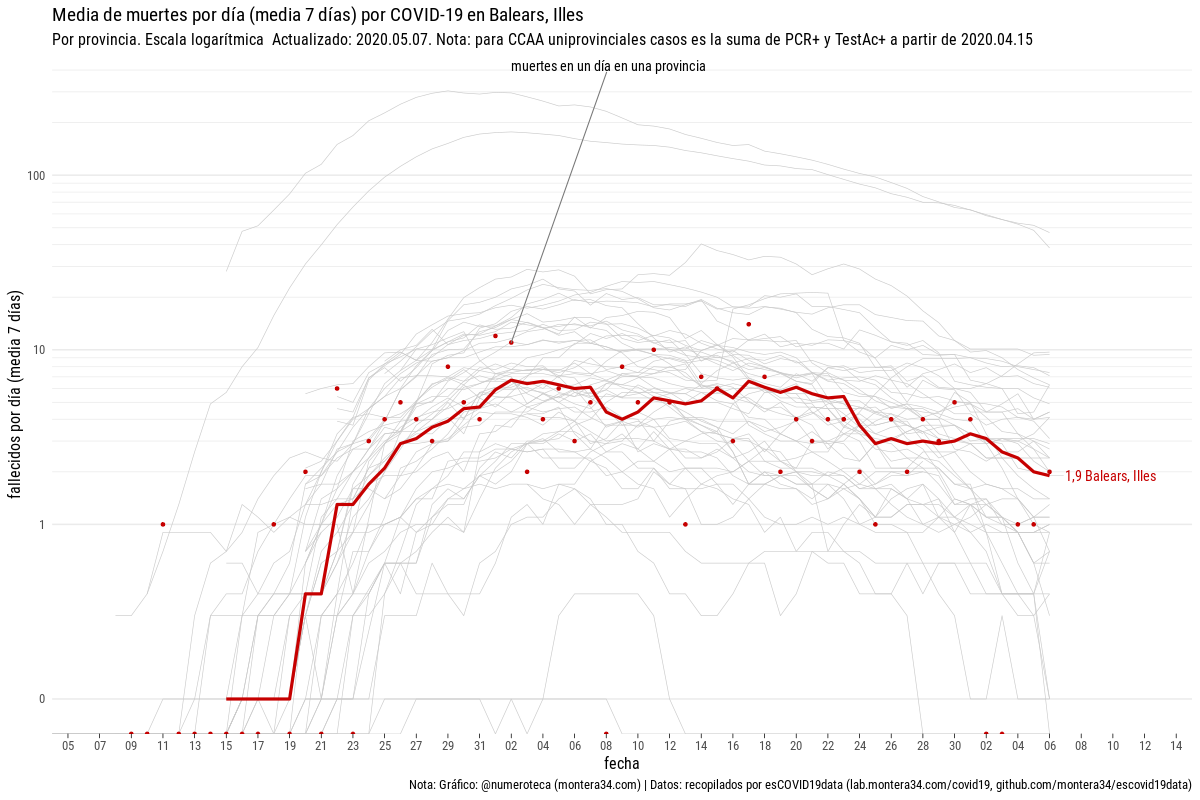 Media de muertes por día (media 7 días) por COVID-19 en Balears, Illes
Por provincia. Escala logarítmica  Actualizado: 2020.05.07. Nota: para CCAA uniprovinciales casos es la suma de PCR+ y TestAc+ a partir de 2020.04.15
muertes en un día en una provincia
fallecidos por día (media  7 días)
100
10
1
0
1,9 Balears, Illes
05 07 09 11 13 15 17 19 21 23 25 27 29 31 02 04 06 08 10 12 14 16 18 20 22 24 26 28 30 02 04 06 08 10 12 14
fecha
Nota: Gráfico: @numeroteca (montera34.com) | Datos: recopilados por esCOVID19data (lab.montera34.com/covid19, github.com/montera34/escovid19data)